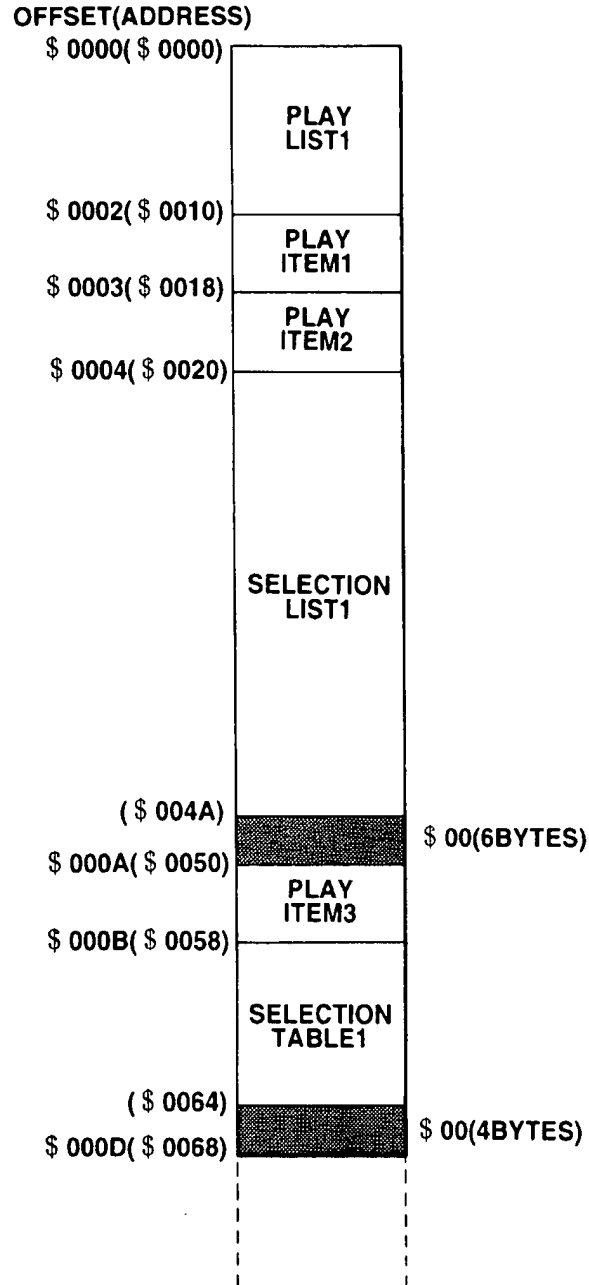 OFFSET(ADDRESS)
$ 0000( $ 0000)
PLAY
LIST1
$ 0002( $ 0010)
PLAY
ITEM1
$ 0003( $ 0018)
PLAY
ITEM2
$ 0004( $ 0020)
SELECTION
LIST1
( $ 004A)
$ 00(6BYTES)
$ 000A( $ 0050)
PLAY
ITEM3
$ 000B( $ 0058)
SELECTION
TABLE1
( $ 0064)
$ 00(4BYTES)
$ 000D( $ 0068)